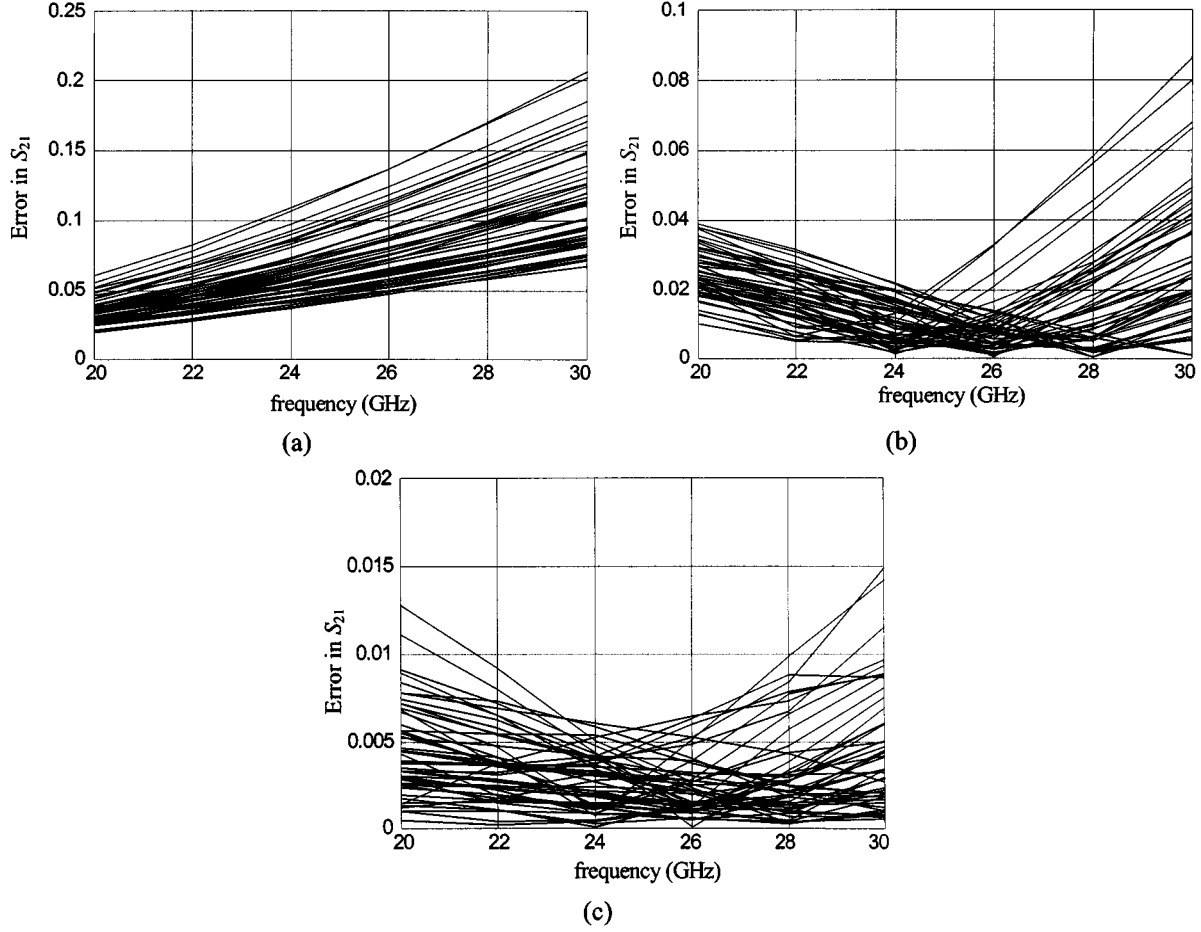 0.25
0.2
0.15
0.1
0.05
0
Error in S21
20 22 24 26 28 30
frequency (GHz)
(a)
0.1
0.08
0.06
0.04
0.02
0
Error in S21
20 22 24 26 28 30
frequency (GHz)
(b)
0.02
0.015
0.01
0.005
0
Error in S21
20 22 24 26 28 30
frequency (GHz)
(c)